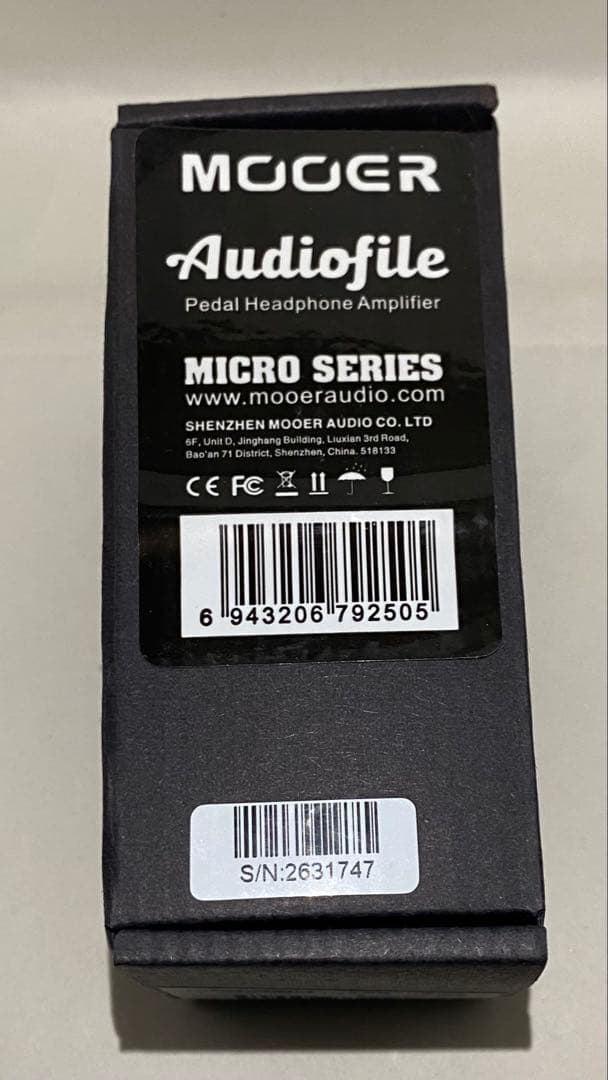 MOOER
Audiofile
Pedal Headphone Amplifier
MICRO SERIES
www.mooeraudio.com
SHENZHEN MOOER AUDIO CO. LTD
6F, Unit D, Jinghang Building, Liuxian 3rd Road,
Bao'an 71 District, Shenzhen, China. 518133
CE FC
6 943206 792505
S/N:2631747